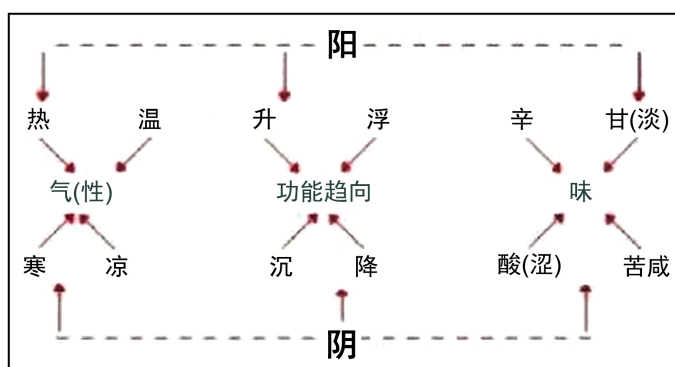 阳
热 温 升 浮 辛 甘(淡)
气(性) 功能趋向 味
寒 凉 沉 降 酸(涩) 苦咸
阴